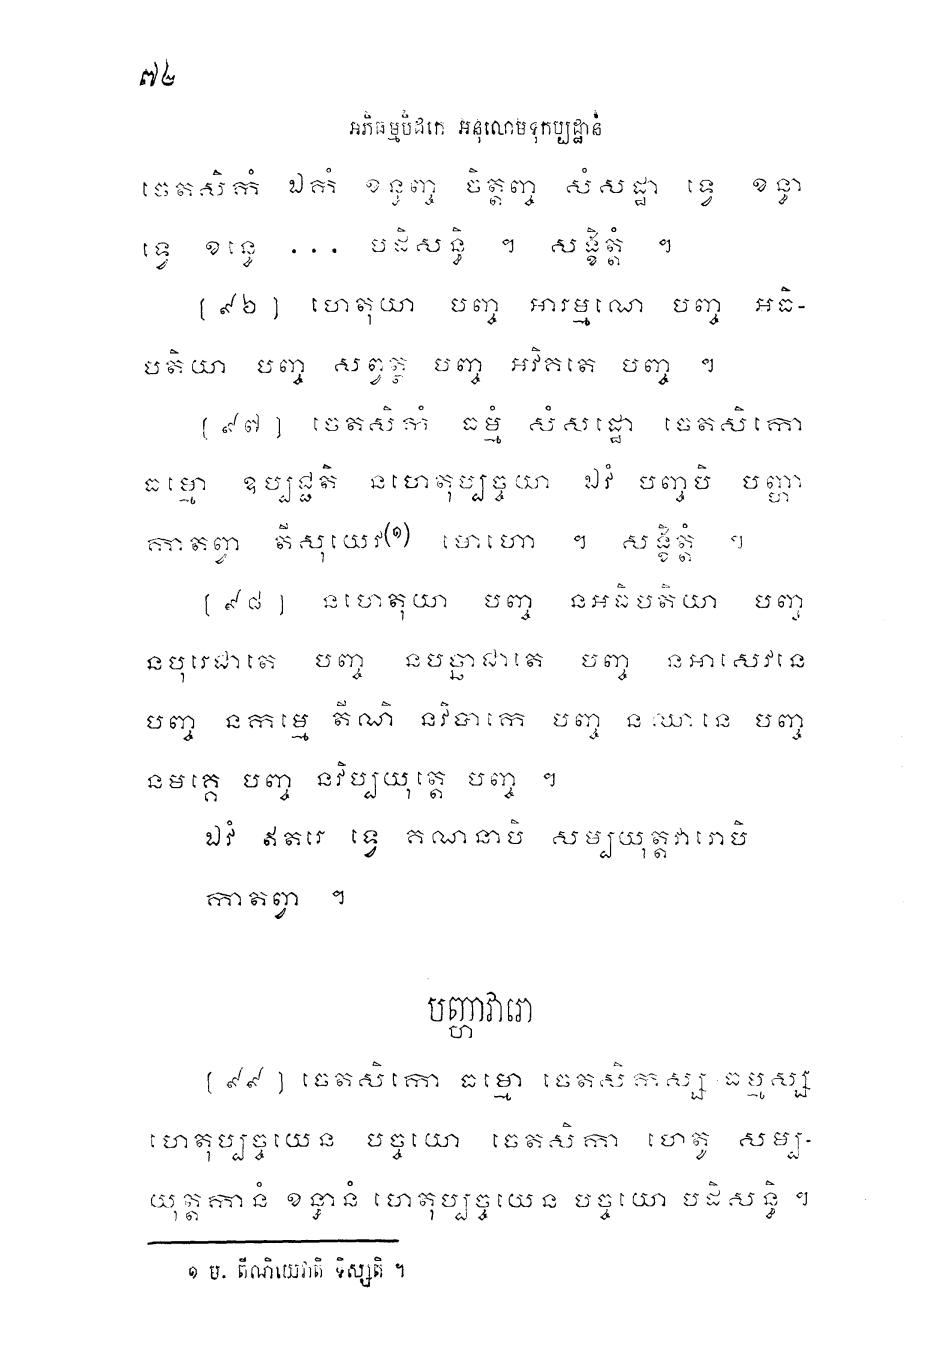 ៧៤
អភិធម្មបិដកេ អនុលោមទុកប្បដ្ឋានំ
ចេតសិកំ ឯកំ ខន្ធញ្ច ចិត្តញ្ច សំសដ្ឋា ទ្វេ ខន្ធា
ទ្វេ ខន្ធេ ... បដិសន្ធិ ។ សង្ខិត្តំ ។
[៩៦] ហេតុយា បញ្ច អារម្មណេ បញ្ច អធិ-
បតិយា បញ្ច សព្វត្ថ បញ្ច អវិគតេ បញ្ច ។
[៩៧] ចេតសិកំ ធម្មំ សំសដ្ឋោ ចេតសិកោ
ធម្មោ ឧប្បជ្ជតិ នហេតុប្បច្ចយា ឯវំ បញ្ចបិ បញ្ហា
កាតព្វា តីសុយេវ(១) មោហោ ។ សង្ខិត្តំ ។
[៩៨] នហេតុយា បញ្ច នអធិបតិយា បញ្ច
នបុរេជាតេ បញ្ច នបច្ឆាជាតេ បញ្ច នអាសេវនេ
បញ្ច នកម្មេ តីណិ នវិបាកេ បញ្ច នឈានេ បញ្ច
នមគ្គេ បញ្ច នវិប្បយុត្តេ បញ្ច ។
ឯវំ ឥតរេ ទ្វេ គណនាបិ សម្បយុត្តវារោបិ
កាតព្វា ។
បញ្ហាវារោ
[៩៩] ចេតសិកោ ធម្មោ ចេតសិកស្ស ធម្មស្ស
ហេតុប្បច្ចយេន បច្ចយោ ចេតសិកា ហេតូ សម្ប-
យុត្តកានំ ខន្ធានំ ហេតុប្បច្ចយេន បច្ចយោ បដិសន្ធិ ។
១ ម. តីណិយេវាតិ ទិស្សតិ ។